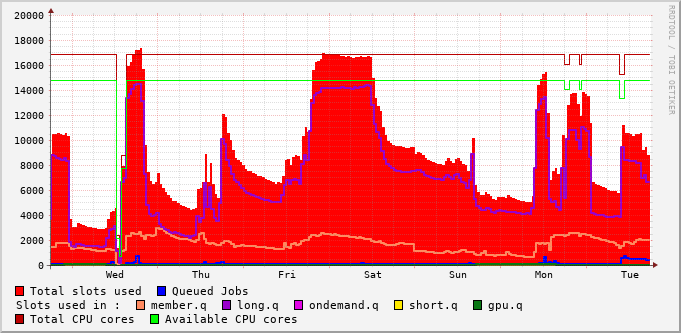 20000
18000
16000
14000
12000
10000
8000
6000
4000
2000
0
Wed Thu Fri Sat Sun Mon Tue
RRDTOOL / TOBI OETIKER
Total slots used Queued Jobs
Slots used in : member.q long.q ondemand.q short.q gpu.q
Total CPU cores Available CPU cores